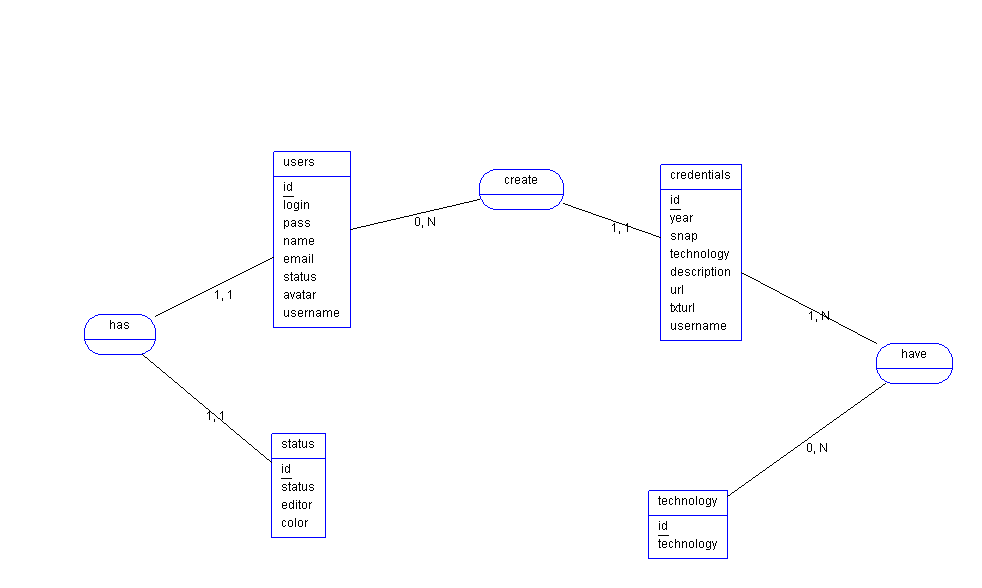 users
id
login
pass
name
email
status
avatar
username
create
credentials
id
year
snap
technology
description
url
txturl
username
0, N
1, 1
1, 1
has
1, N
have
1, 1
status
id
status
editor
color
0, N
technology
id
technology